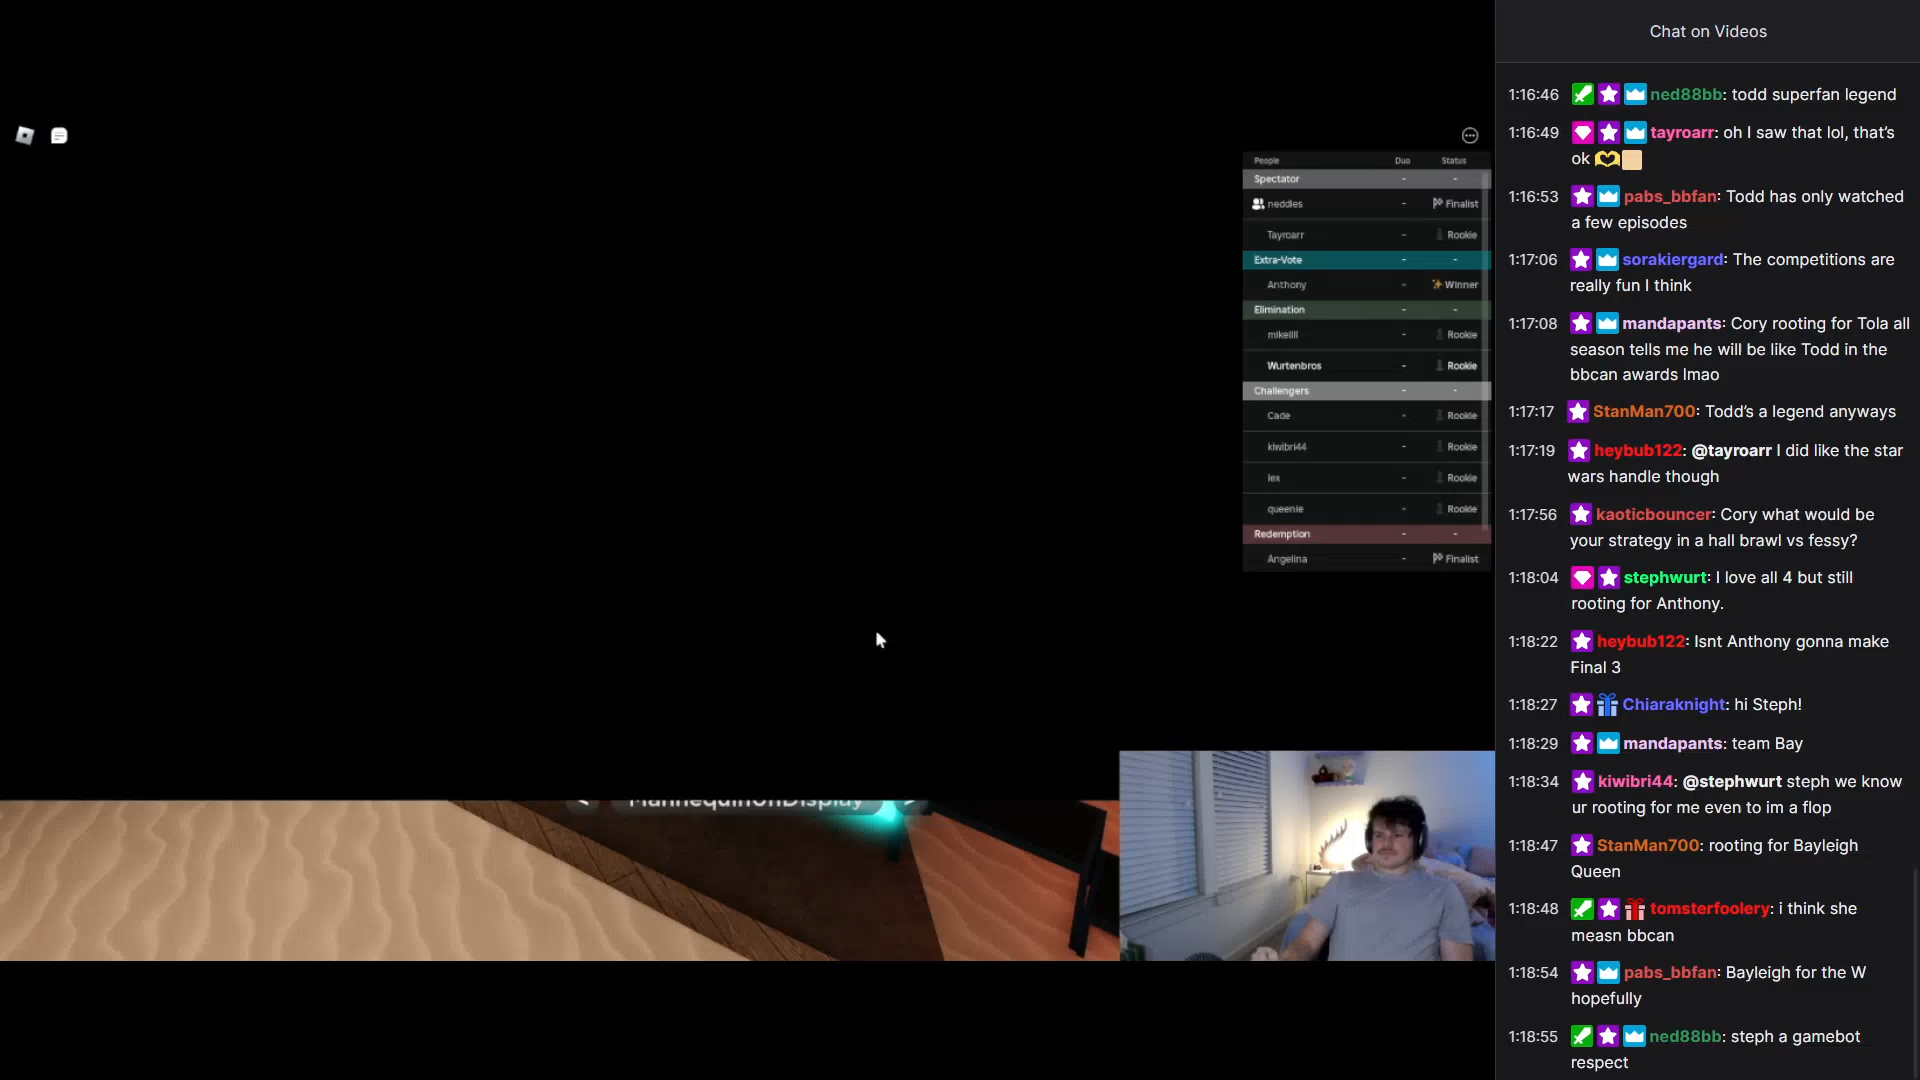 People Duo Status
Spectator - -
neddies - Finalist
Tayroarr - Rookie
Extra-Vote - -
Anthony - Winner
Elimination - -
mikellll - Rookie
Wurtenbros - Rookie
Challengers - -
Cade - Rookie
kiwibri44 - Rookie
lex - Rookie
queenie - Rookie
Redemption - -
Angelina - Finalist
MannequinOnDisplay
Chat on Videos
1:16:46 ned88bb: todd superfan legend
1:16:49 tayroarr: oh I saw that lol, that's
ok
1:16:53 pabs_bbfan: Todd has only watched
a few episodes
1:17:06 sorakiergard: The competitions are
really fun I think
1:17:08 mandapants: Cory rooting for Tola all
season tells me he will be like Todd in the
bbcan awards lmao
1:17:17 StanMan700: Todd's a legend anyways
1:17:19 heybub122: @tayroarr I did like the star
wars handle though
1:17:56 kaoticbouncer: Cory what would be
your strategy in a hall brawl vs fessy?
1:18:04 stephwurt: I love all 4 but still
rooting for Anthony.
1:18:22 heybub122: Isnt Anthony gonna make
Final 3
1:18:27 Chiaraknight: hi Steph!
1:18:29 mandapants: team Bay
1:18:34 kiwibri44: @stephwurt steph we know
ur rooting for me even to im a flop
1:18:47 StanMan700: rooting for Bayleigh
Queen
1:18:48 tomsterfoolery: i think she
measn bbcan
1:18:54 pabs_bbfan: Bayleigh for the W
hopefully
1:18:55 ned88bb: steph a gamebot
respect